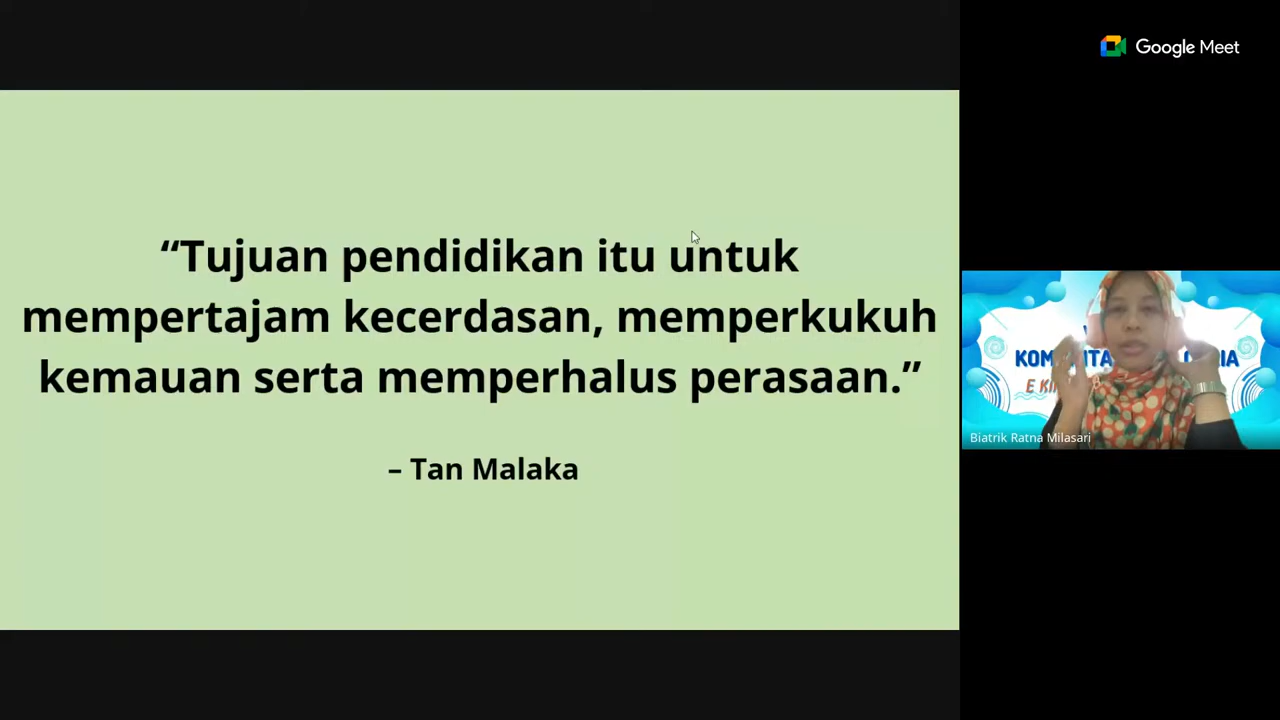 “Tujuan pendidikan itu untuk
mempertajam kecerdasan, memperkukuh
kemauan serta memperhalus perasaan.”
– Tan Malaka
Google Meet
Biatrik Ratna Milasari